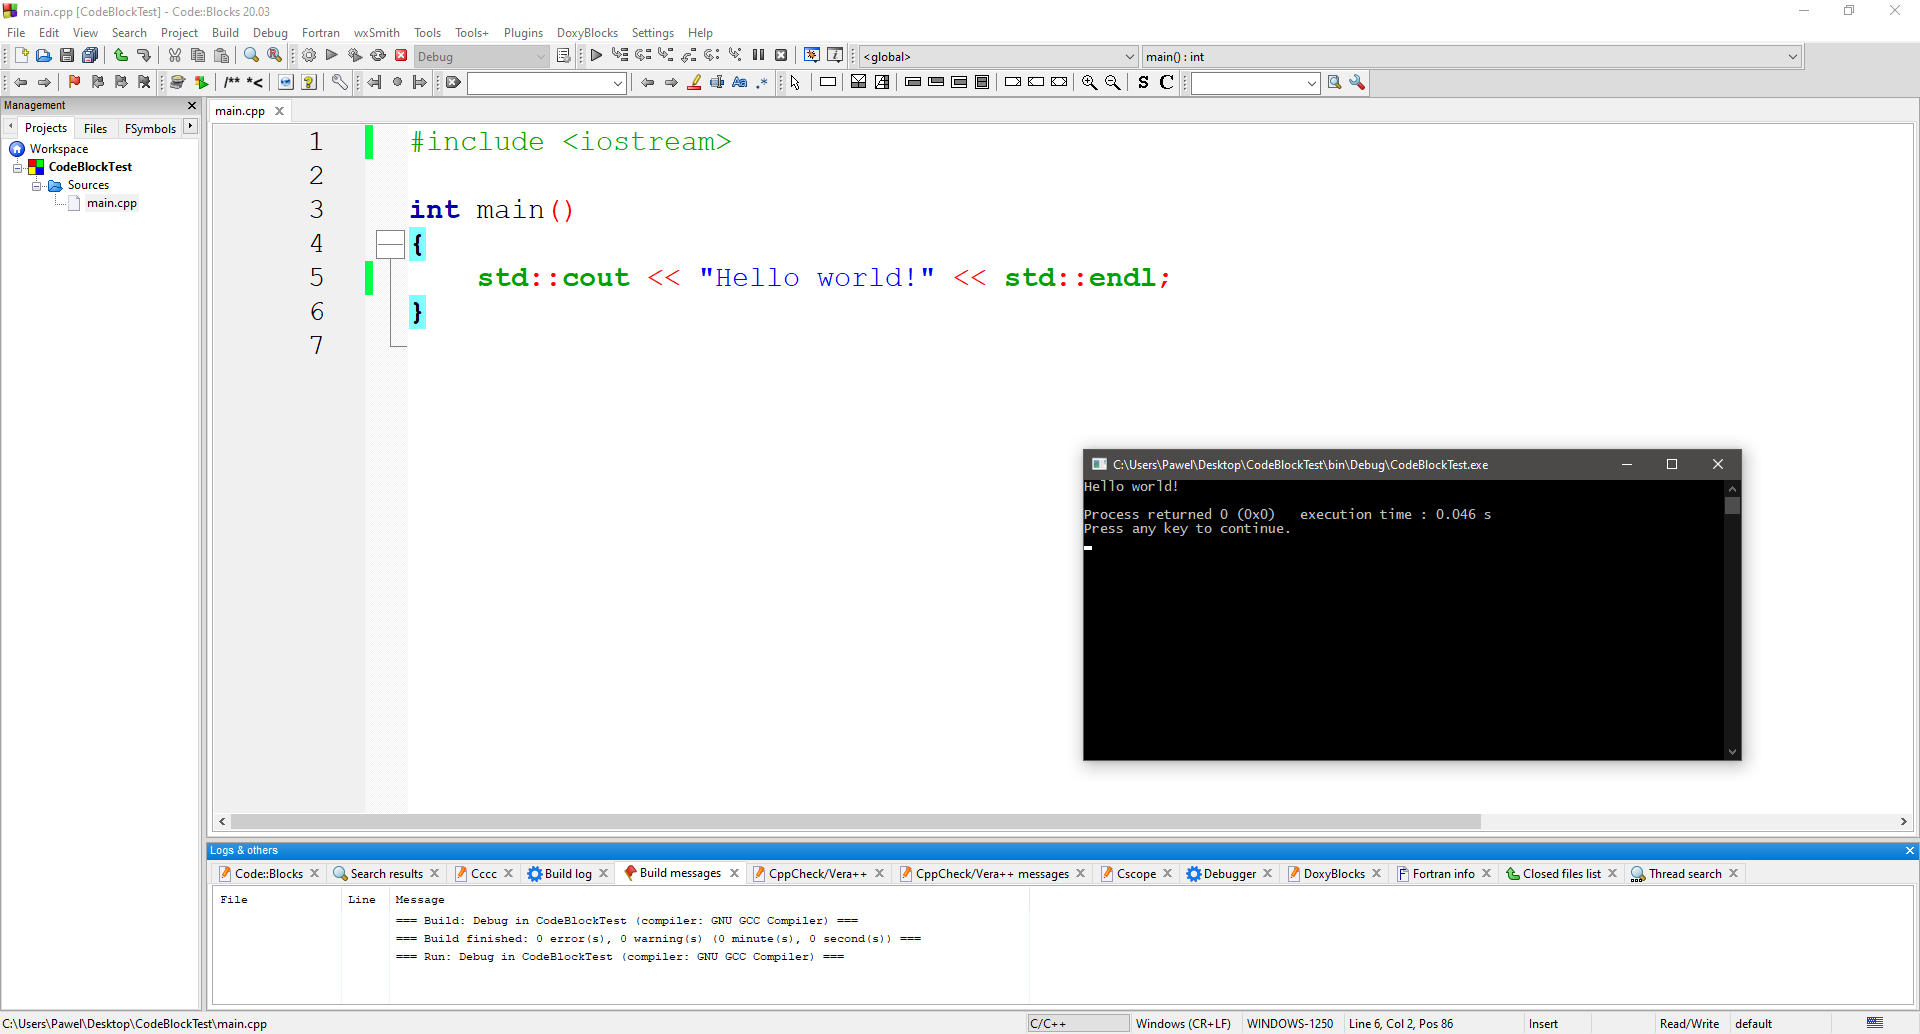 main.cpp [CodeBlockTest] - Code::Blocks 20.03
File Edit View Search Project Build Debug Fortran wxSmith Tools Tools+ Plugins DoxyBlocks Settings Help
Debug <global> main() : int
/** *< Aa .* S C
Management
Projects Files FSymbols
Workspace
CodeBlockTest
Sources
main.cpp
main.cpp
1 #include <iostream>
2
3 int main()
4 {
5 std::cout << "Hello world!" << std::endl;
6 }
7
C:\Users\Pawel\Desktop\CodeBlockTest\bin\Debug\CodeBlockTest.exe
Hello world!
Process returned 0 (0x0)   execution time : 0.046 s
Press any key to continue.
Logs & others
Code::Blocks Search results Cccc Build log Build messages CppCheck/Vera++ CppCheck/Vera++ messages Cscope Debugger DoxyBlocks Fortran info Closed files list Thread search
File Line Message
=== Build: Debug in CodeBlockTest (compiler: GNU GCC Compiler) ===
=== Build finished: 0 error(s), 0 warning(s) (0 minute(s), 0 second(s)) ===
=== Run: Debug in CodeBlockTest (compiler: GNU GCC Compiler) ===
C:\Users\Pawel\Desktop\CodeBlockTest\main.cpp C/C++ Windows (CR+LF) WINDOWS-1250 Line 6, Col 2, Pos 86 Insert Read/Write default